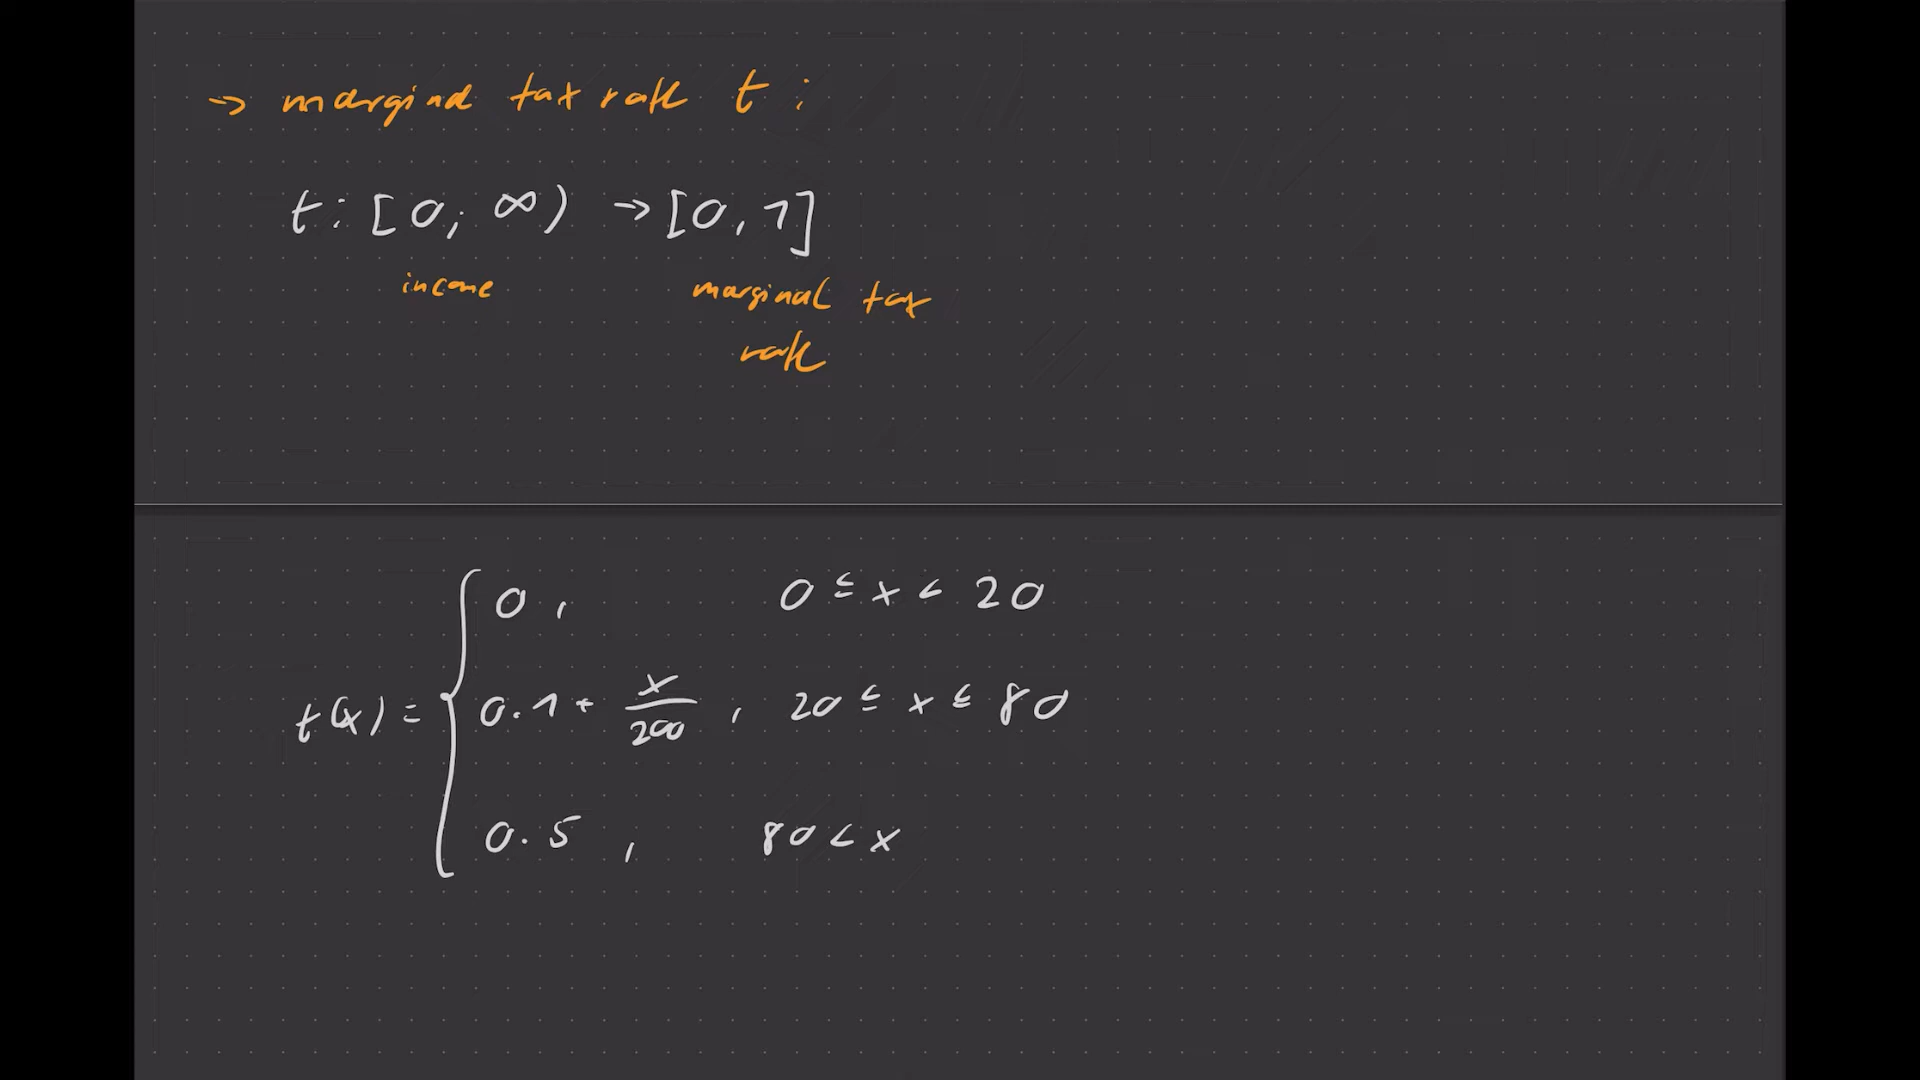 → marginal tax rate t :
t : [0; ∞) → [0, 1]
income marginal tax
rate
0 , 0 ≤ x < 20
t(x) = { 0.1 + x/200 , 20 ≤ x ≤ 80
0.5 , 80 < x